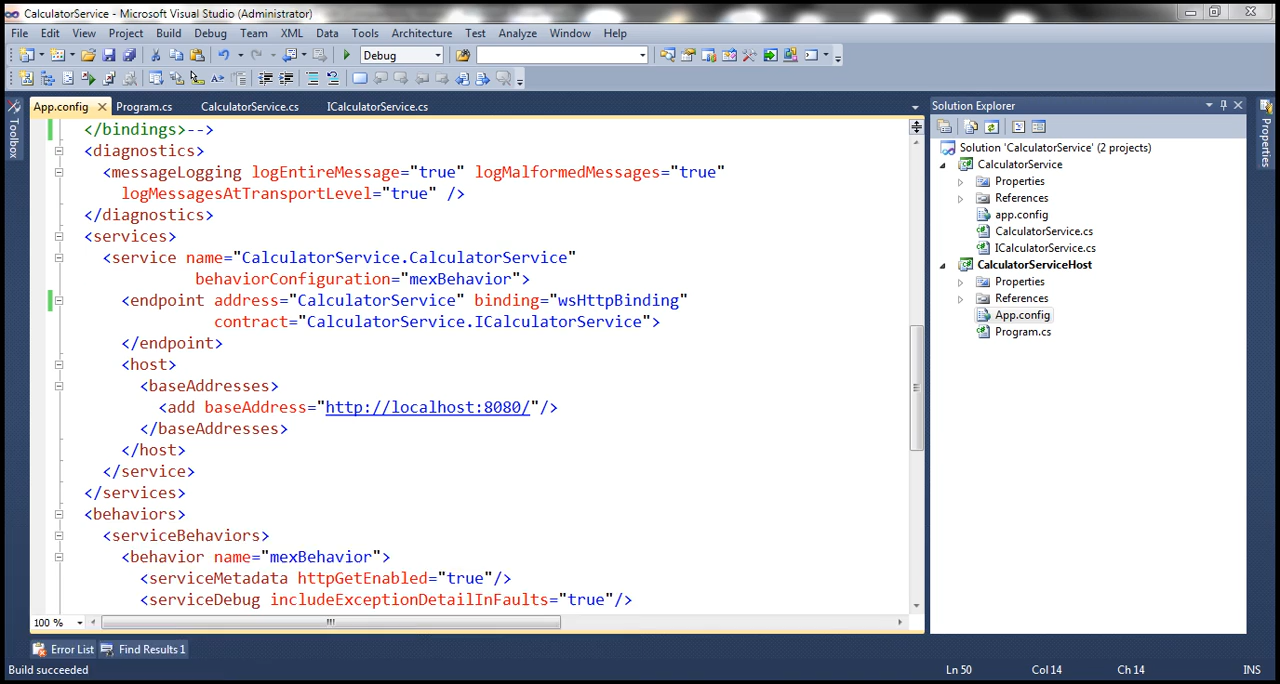 CalculatorService - Microsoft Visual Studio (Administrator)
File Edit View Project Build Debug Team XML Data Tools Architecture Test Analyze Window Help
Debug
App.config Program.cs CalculatorService.cs ICalculatorService.cs
Toolbox
</bindings>-->
<diagnostics>
<messageLogging logEntireMessage="true" logMalformedMessages="true"
logMessagesAtTransportLevel="true" />
</diagnostics>
<services>
<service name="CalculatorService.CalculatorService"
behaviorConfiguration="mexBehavior">
<endpoint address="CalculatorService" binding="wsHttpBinding"
contract="CalculatorService.ICalculatorService">
</endpoint>
<host>
<baseAddresses>
<add baseAddress="http://localhost:8080/"/>
</baseAddresses>
</host>
</service>
</services>
<behaviors>
<serviceBehaviors>
<behavior name="mexBehavior">
<serviceMetadata httpGetEnabled="true"/>
<serviceDebug includeExceptionDetailInFaults="true"/>
100 %
Solution Explorer
Solution 'CalculatorService' (2 projects)
CalculatorService
Properties
References
app.config
CalculatorService.cs
ICalculatorService.cs
CalculatorServiceHost
Properties
References
App.config
Program.cs
Properties
Error List Find Results 1
Build succeeded Ln 50 Col 14 Ch 14 INS